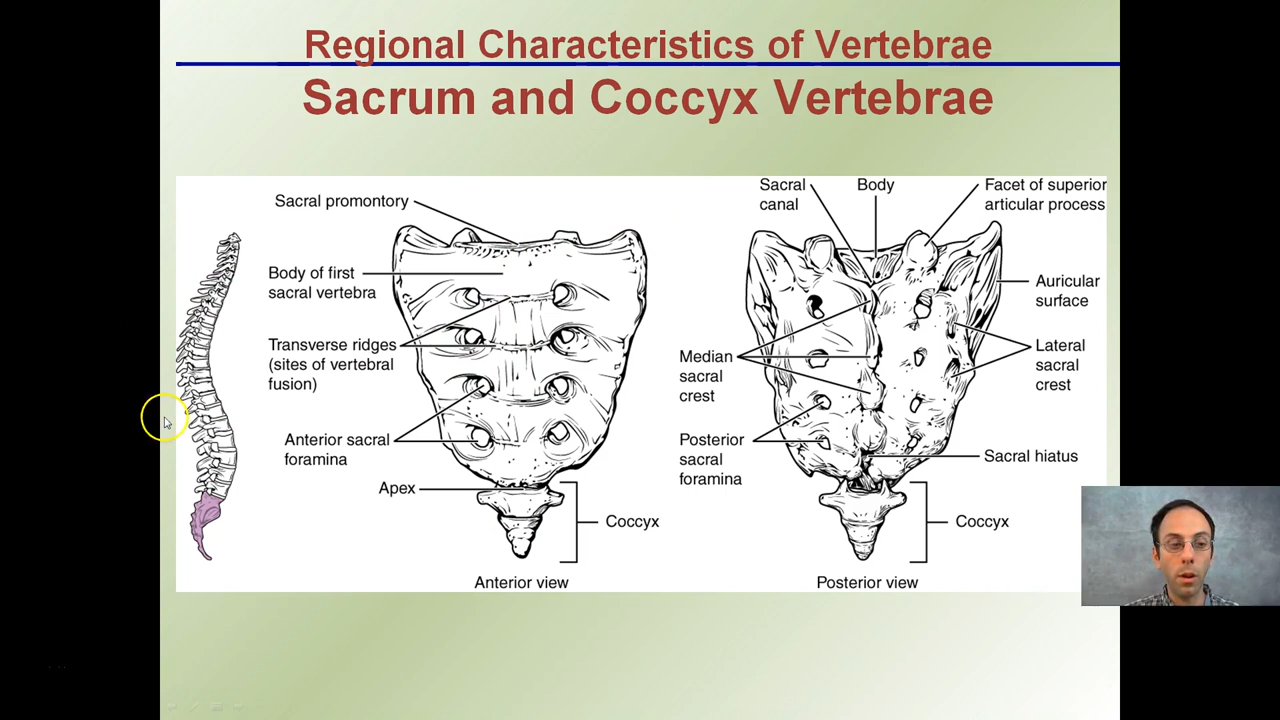 Regional Characteristics of Vertebrae
Sacrum and Coccyx Vertebrae
Sacral promontory
Body of first
sacral vertebra
Transverse ridges
(sites of vertebral
fusion)
Anterior sacral
foramina
Apex
Coccyx
Anterior view
Sacral
canal
Body
Facet of superior
articular process
Auricular
surface
Median
sacral
crest
Lateral
sacral
crest
Posterior
sacral
foramina
Sacral hiatus
Coccyx
Posterior view